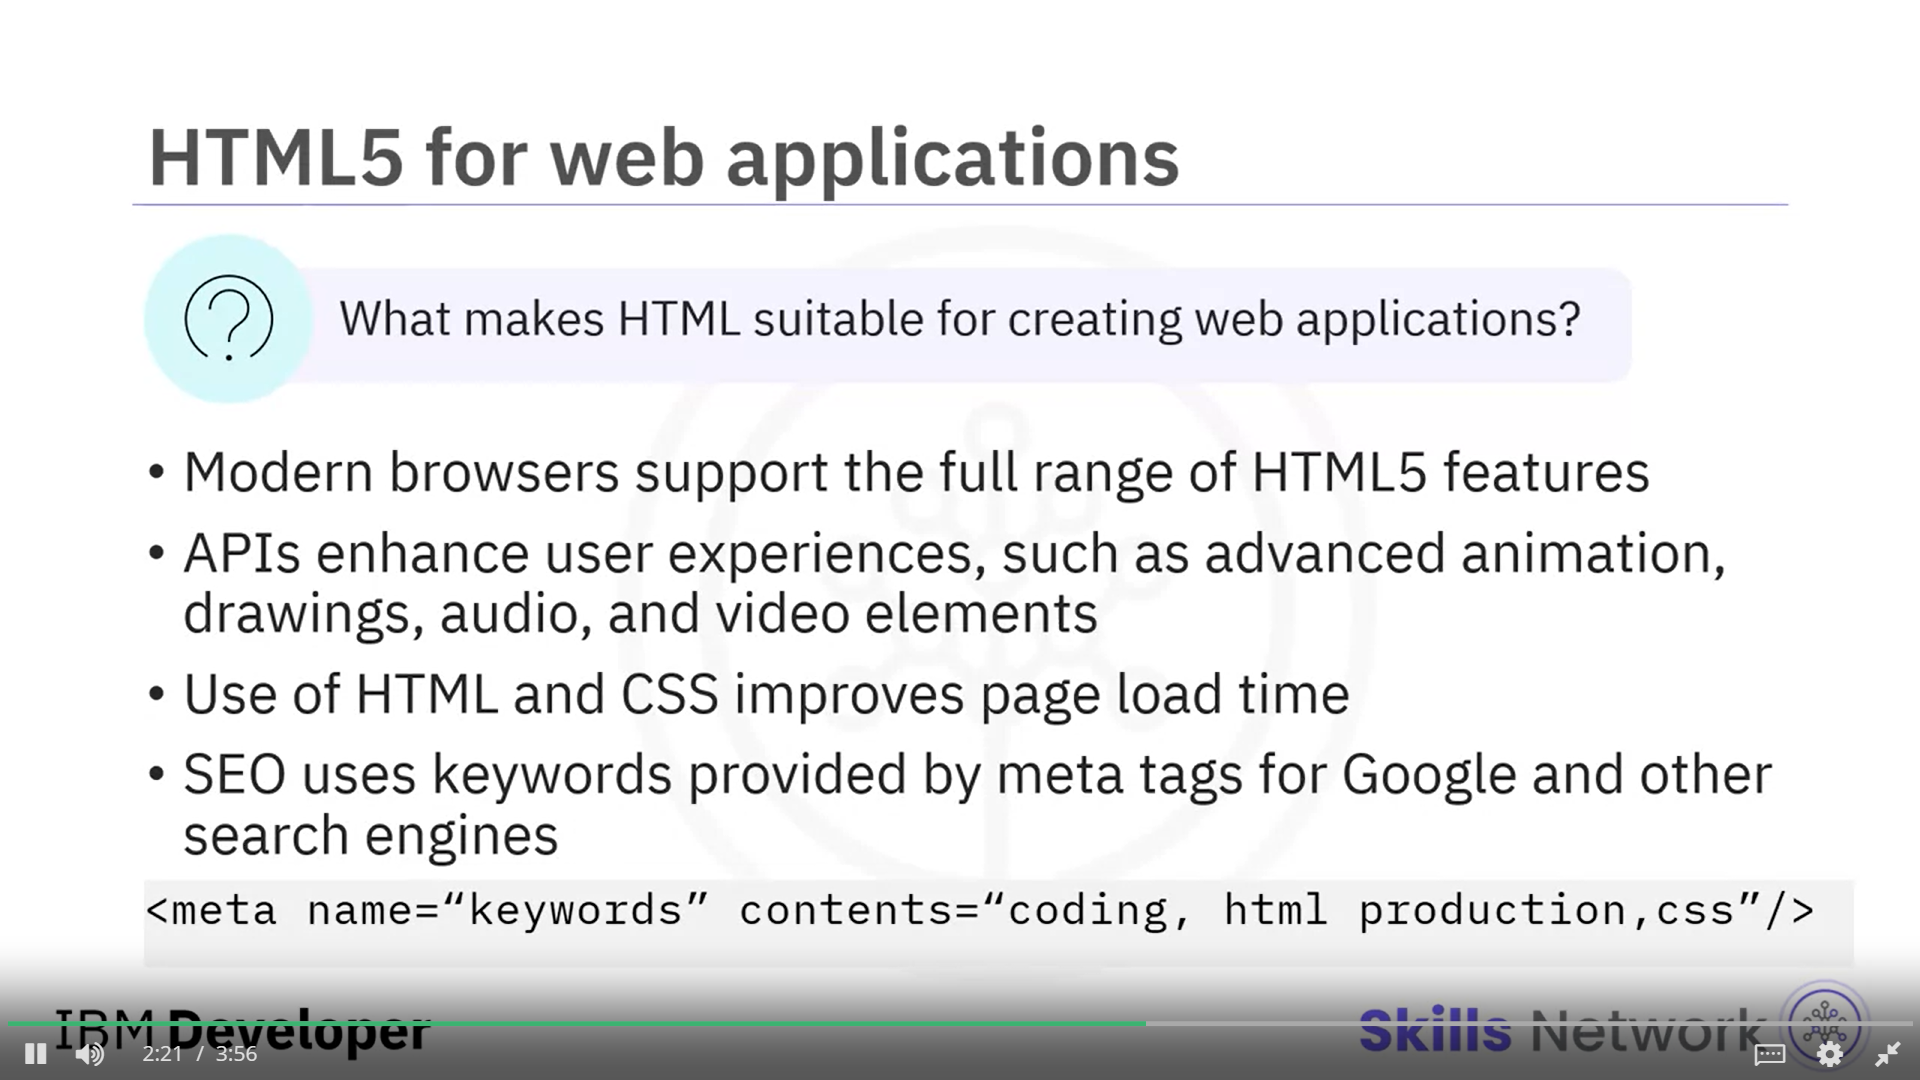 HTML5 for web applications
What makes HTML suitable for creating web applications?
• Modern browsers support the full range of HTML5 features
• APIs enhance user experiences, such as advanced animation,
drawings, audio, and video elements
• Use of HTML and CSS improves page load time
• SEO uses keywords provided by meta tags for Google and other
search engines
<meta name=“keywords” contents=“coding, html production,css”/>
IBM Developer
Skills Network
2:21 / 3:56